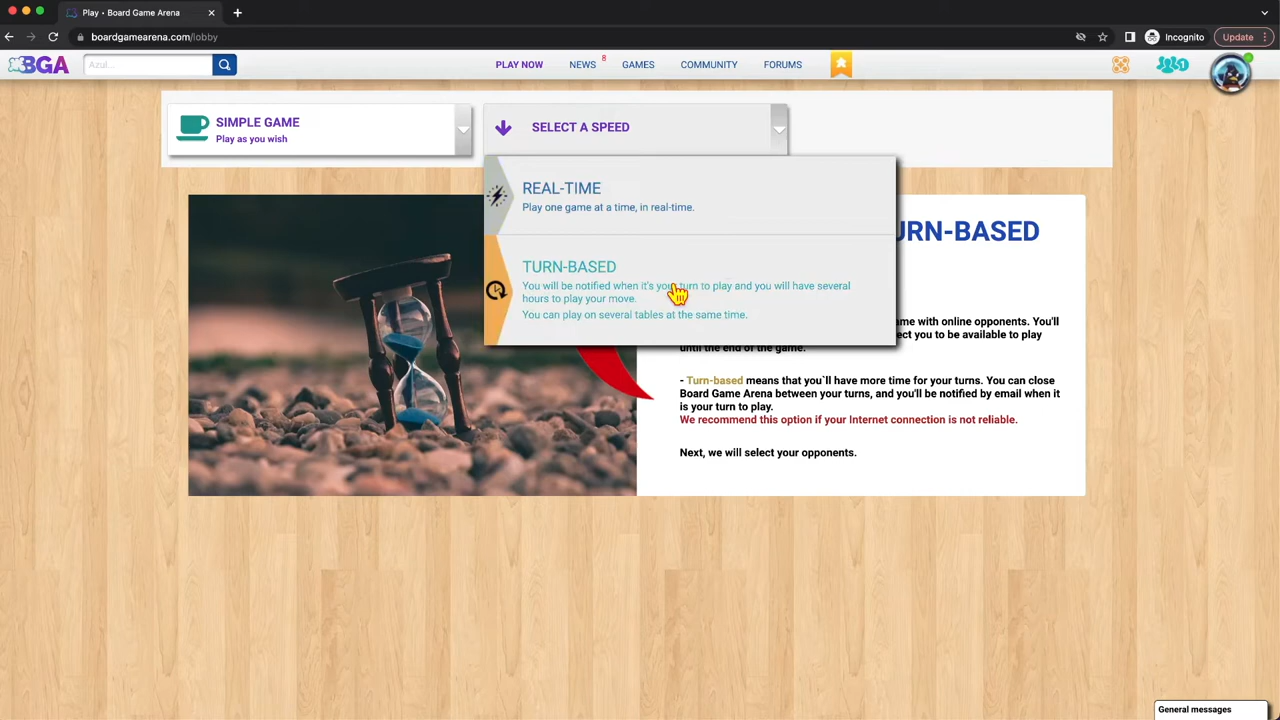 Play • Board Game Arena
boardgamearena.com/lobby
Incognito
Update
BGA
Azul...
PLAY NOW
NEWS
8
GAMES
COMMUNITY
FORUMS
1
SIMPLE GAME
Play as you wish
SELECT A SPEED
REAL-TIME
Play one game at a time, in real-time.
URN-BASED
TURN-BASED
You will be notified when it's your turn to play and you will have several
hours to play your move.
You can play on several tables at the same time.
ame with online opponents. You'll
ect you to be available to play
until the end of the game.
- Turn-based means that you`ll have more time for your turns. You can close
Board Game Arena between your turns, and you'll be notified by email when it
is your turn to play.
We recommend this option if your Internet connection is not reliable.
Next, we will select your opponents.
General messages